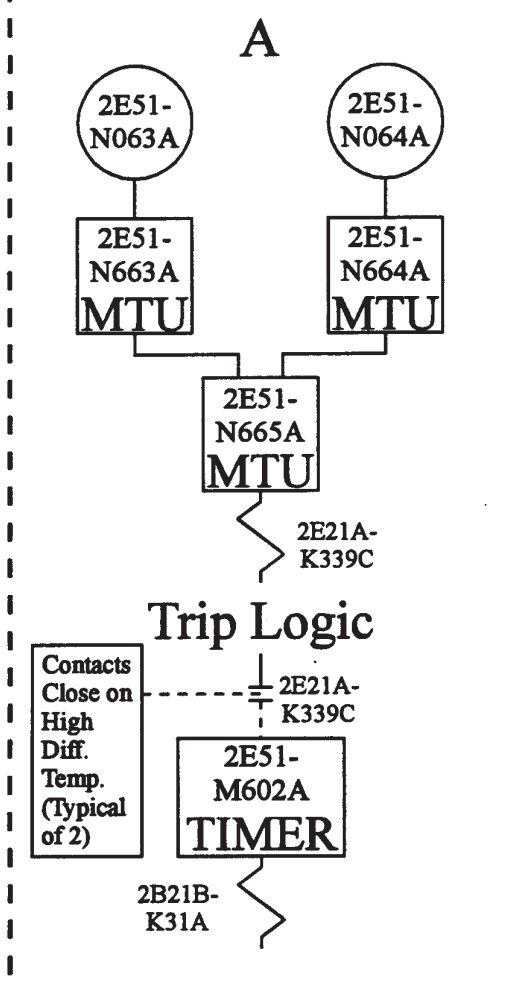 A
2E51-
N063A
2E51-
N064A
2E51-
N663A
MTU
2E51-
N664A
MTU
2E51-
N665A
MTU
2E21A-
K339C
Trip Logic
Contacts
Close on
High
Diff.
Temp.
(Typical
of 2)
2E21A-
K339C
2E51-
M602A
TIMER
2B21B-
K31A